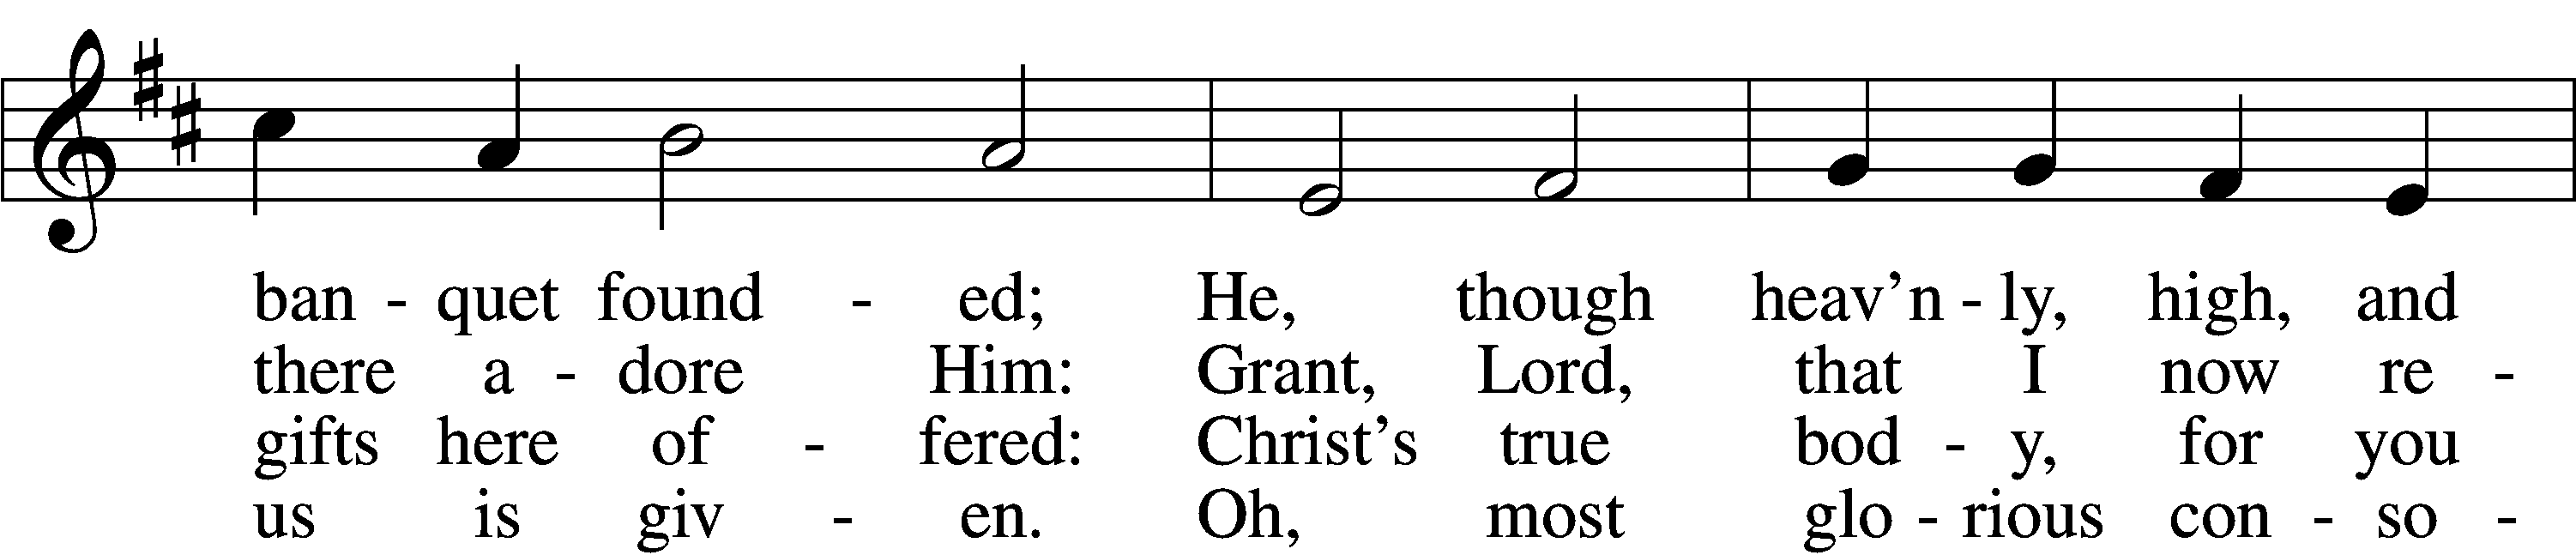 ban - quet found - ed; He, though heav’n - ly, high, and
there a - dore Him: Grant, Lord, that I now re -
gifts here of - fered: Christ’s true bod - y, for you
us is giv - en. Oh, most glo - rious con - so -